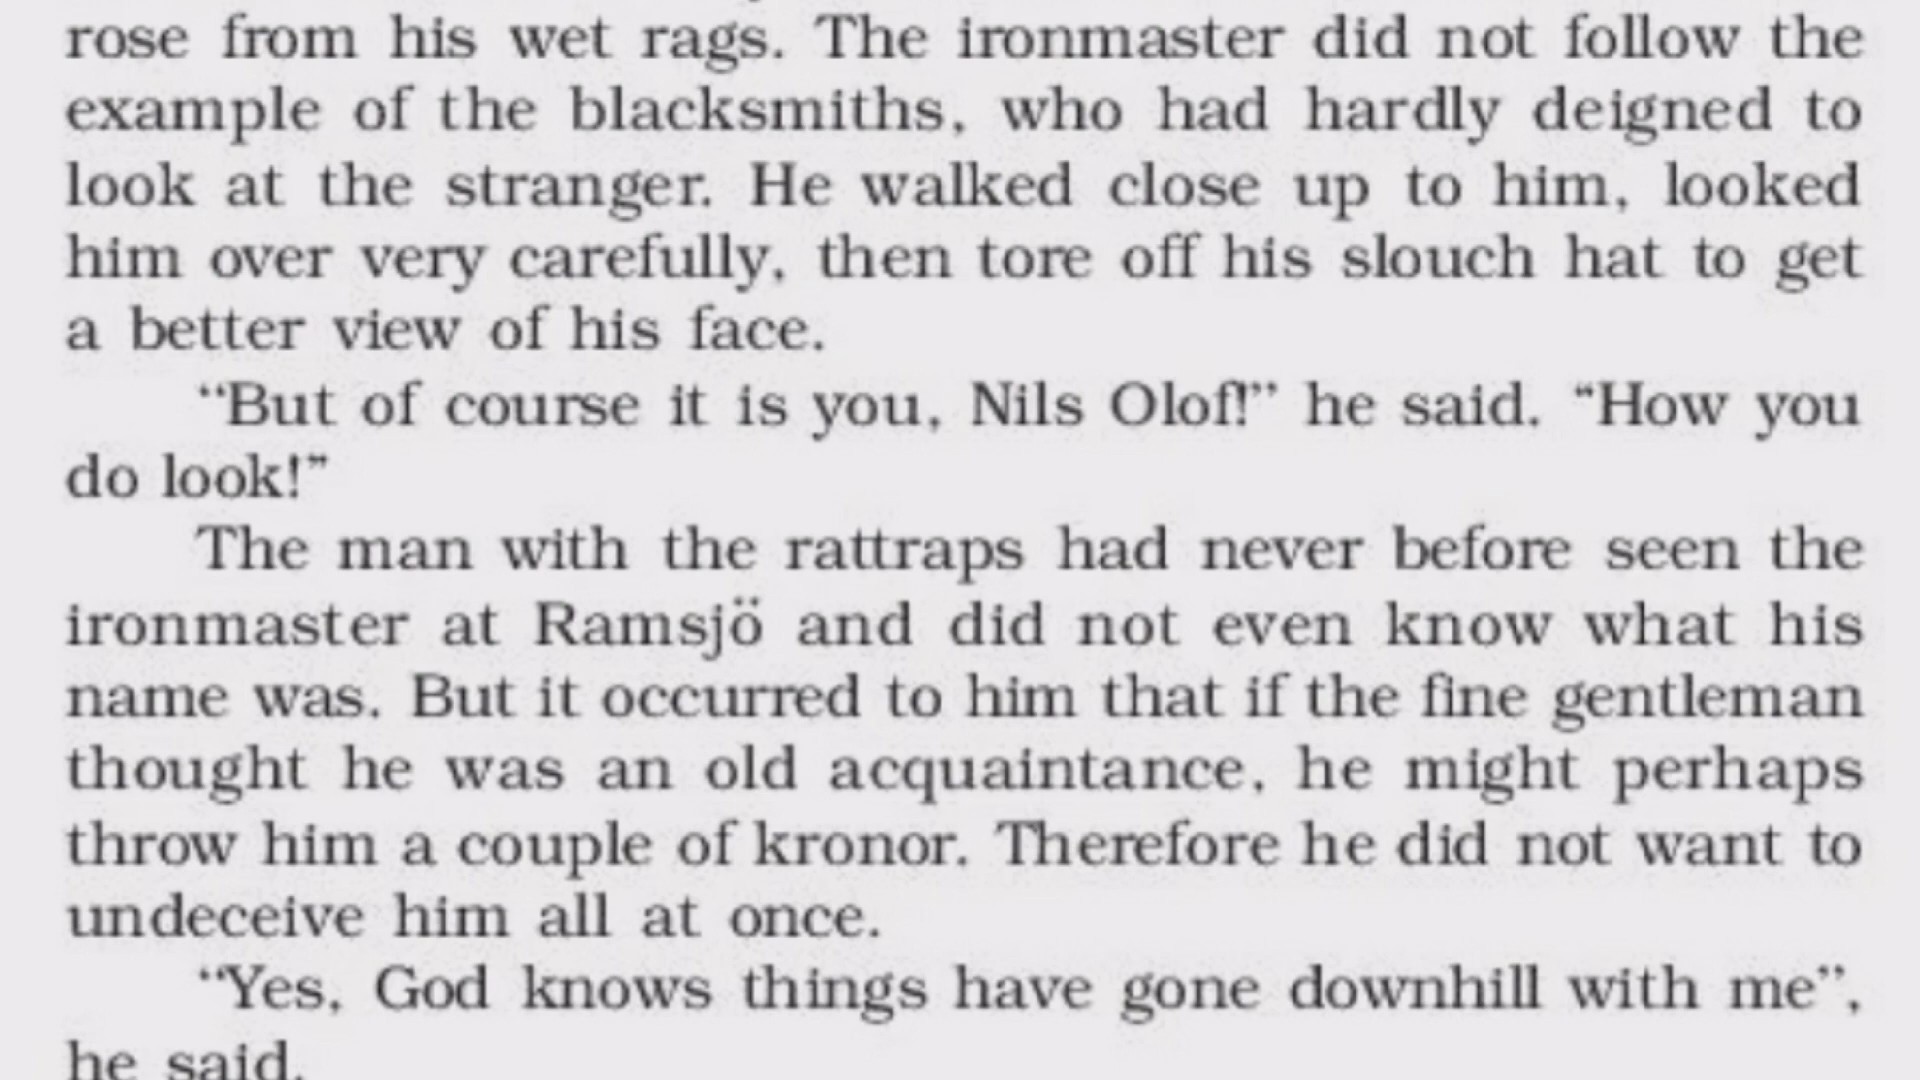 rose from his wet rags. The ironmaster did not follow the
example of the blacksmiths, who had hardly deigned to
look at the stranger. He walked close up to him, looked
him over very carefully, then tore off his slouch hat to get
a better view of his face.
“But of course it is you, Nils Olof!” he said. “How you
do look!”
The man with the rattraps had never before seen the
ironmaster at Ramsjö and did not even know what his
name was. But it occurred to him that if the fine gentleman
thought he was an old acquaintance, he might perhaps
throw him a couple of kronor. Therefore he did not want to
undeceive him all at once.
“Yes, God knows things have gone downhill with me”,
he said.